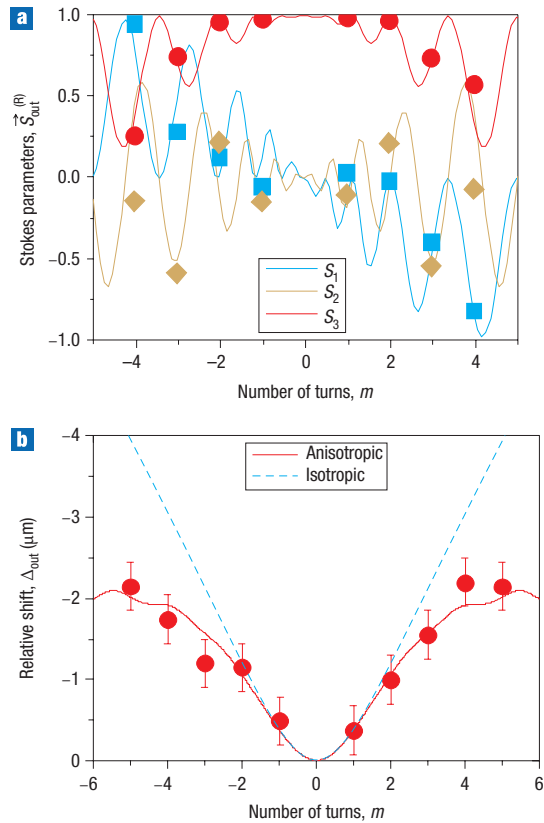 a
1.0
0.5
0.0
−0.5
−1.0
Stokes parameters, S⃗out(R)
S1
S2
S3
−4 −2 0 2 4
Number of turns, m
b
−4
−3
−2
−1
0
Relative shift, Δout (μm)
Anisotropic
Isotropic
−6 −4 −2 0 2 4 6
Number of turns, m